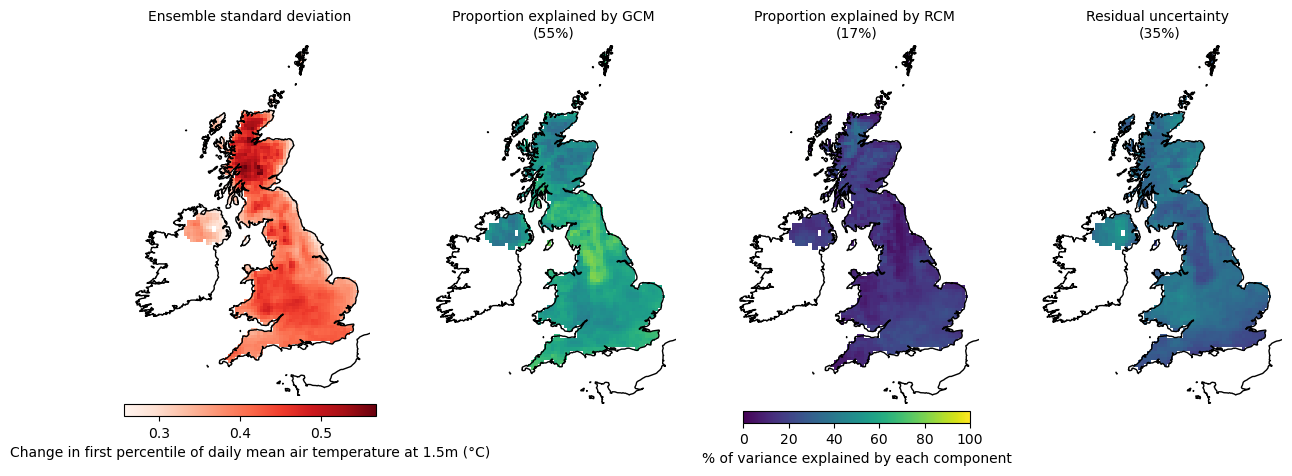 Ensemble standard deviation
Proportion explained by GCM
(55%)
Proportion explained by RCM
(17%)
Residual uncertainty
(35%)
0.3 0.4 0.5
Change in first percentile of daily mean air temperature at 1.5m (°C)
0 20 40 60 80 100
% of variance explained by each component